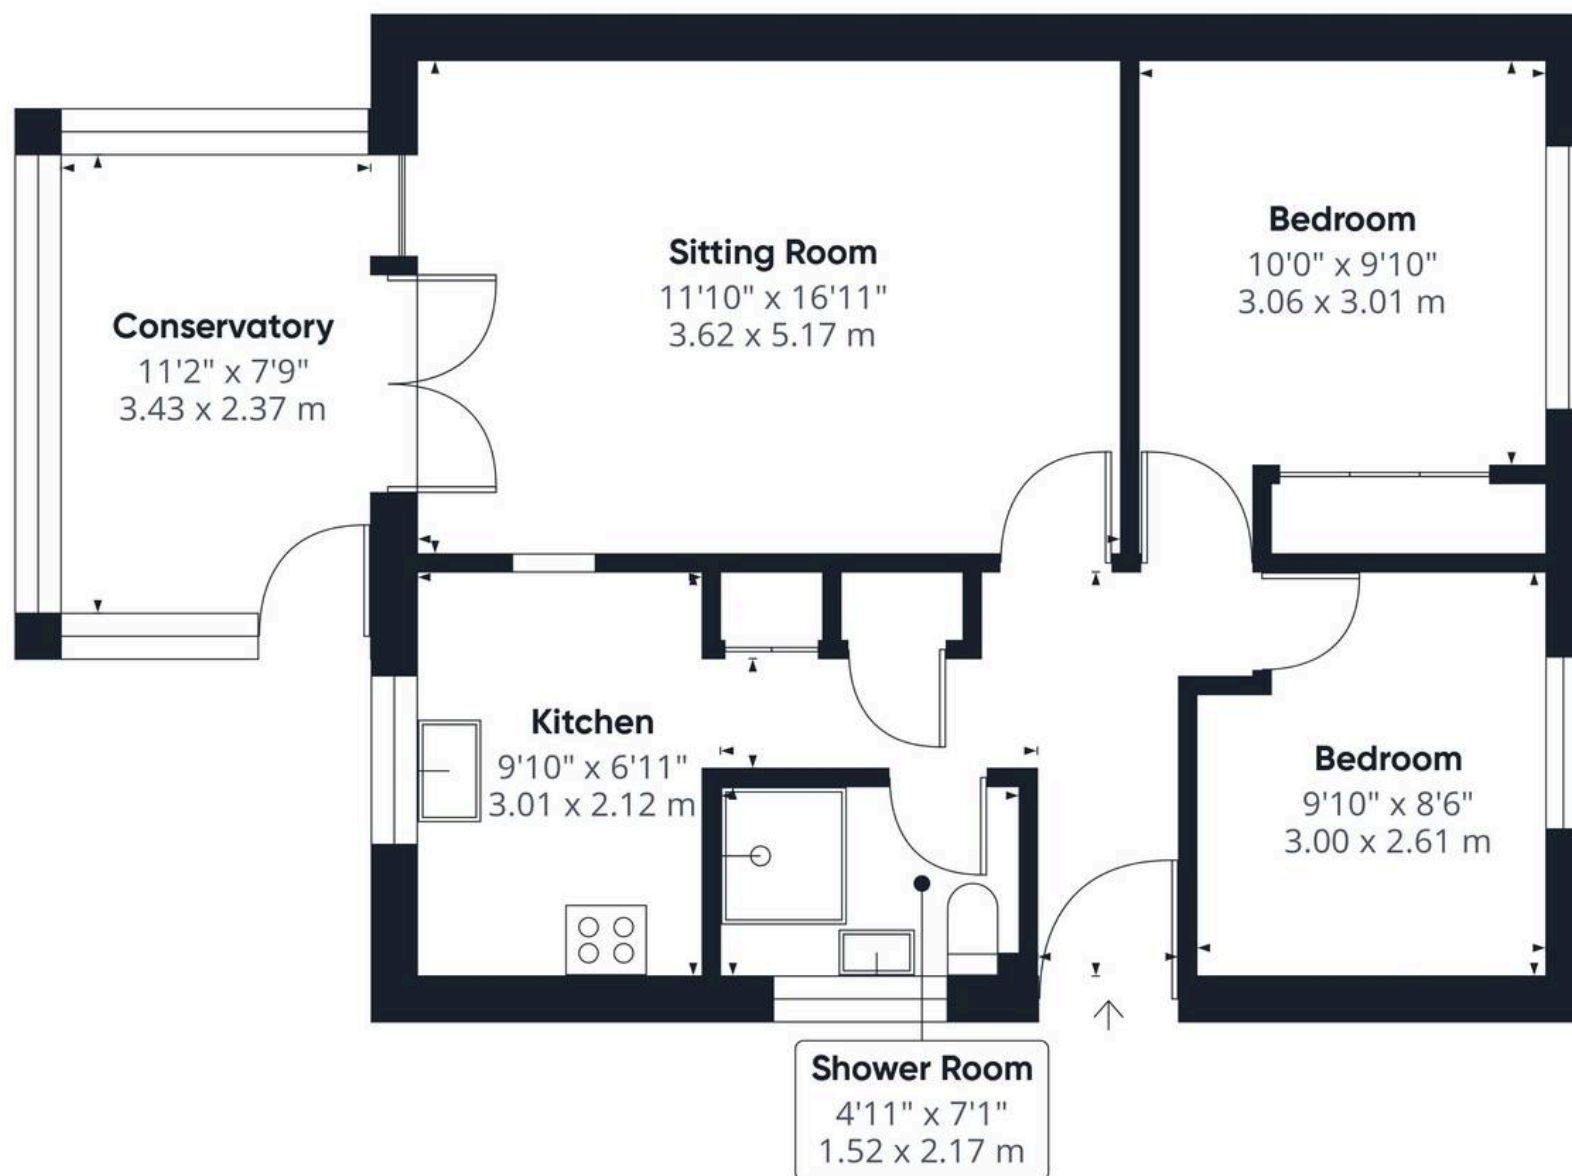 Sitting Room
11'10" x 16'11"
3.62 x 5.17 m
Bedroom
10'0" x 9'10"
3.06 x 3.01 m
Conservatory
11'2" x 7'9"
3.43 x 2.37 m
Kitchen
9'10" x 6'11"
3.01 x 2.12 m
Bedroom
9'10" x 8'6"
3.00 x 2.61 m
Shower Room
4'11" x 7'1"
1.52 x 2.17 m